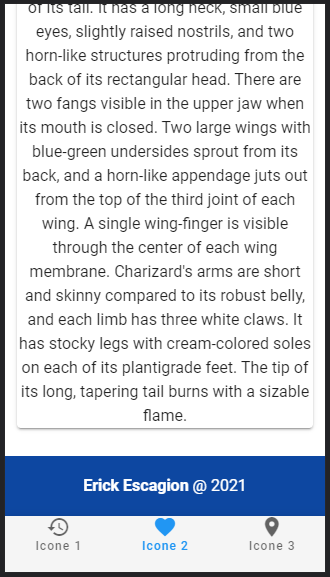 of its tail. It has a long neck, small blue
eyes, slightly raised nostrils, and two
horn-like structures protruding from the
back of its rectangular head. There are
two fangs visible in the upper jaw when
its mouth is closed. Two large wings with
blue-green undersides sprout from its
back, and a horn-like appendage juts out
from the top of the third joint of each
wing. A single wing-finger is visible
through the center of each wing
membrane. Charizard's arms are short
and skinny compared to its robust belly,
and each limb has three white claws. It
has stocky legs with cream-colored soles
on each of its plantigrade feet. The tip of
its long, tapering tail burns with a sizable
flame.
Erick Escagion @ 2021
Icone 1 Icone 2 Icone 3